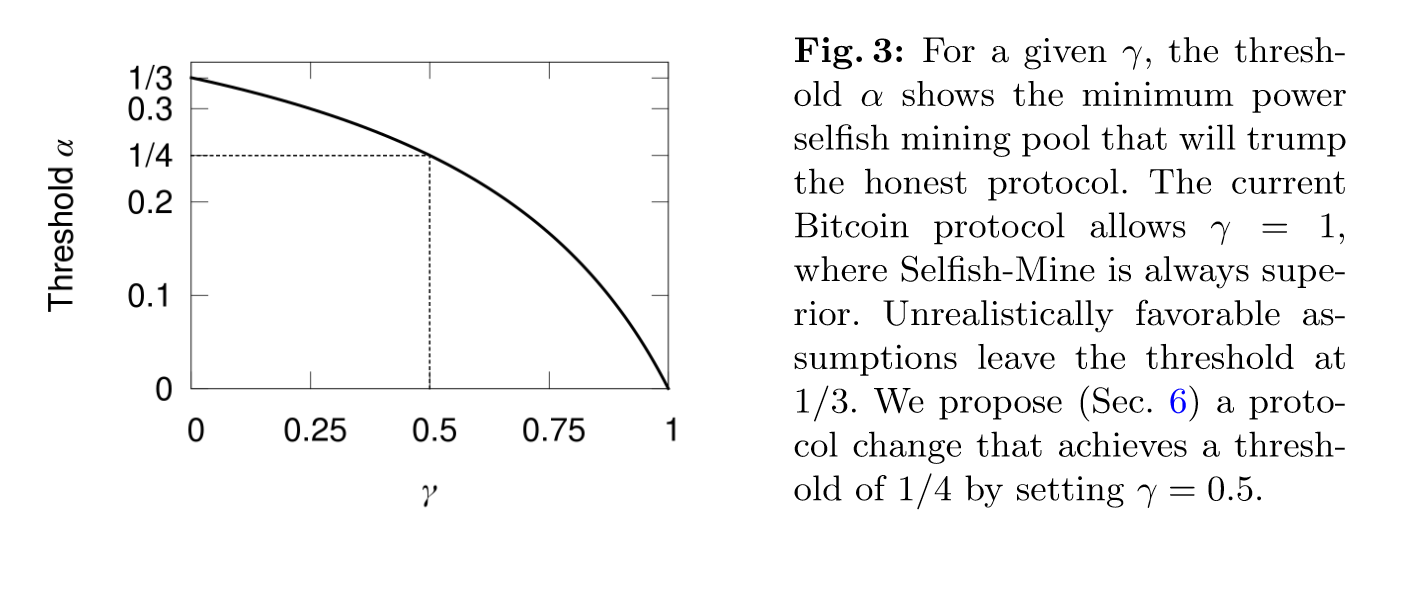 1/3
0.3
1/4
0.2
0.1
0
Threshold α
0 0.25 0.5 0.75 1
γ
Fig. 3: For a given γ, the thresh-
old α shows the minimum power
selfish mining pool that will trump
the honest protocol. The current
Bitcoin protocol allows γ = 1,
where Selfish-Mine is always supe-
rior. Unrealistically favorable as-
sumptions leave the threshold at
1/3. We propose (Sec. 6) a proto-
col change that achieves a thresh-
old of 1/4 by setting γ = 0.5.